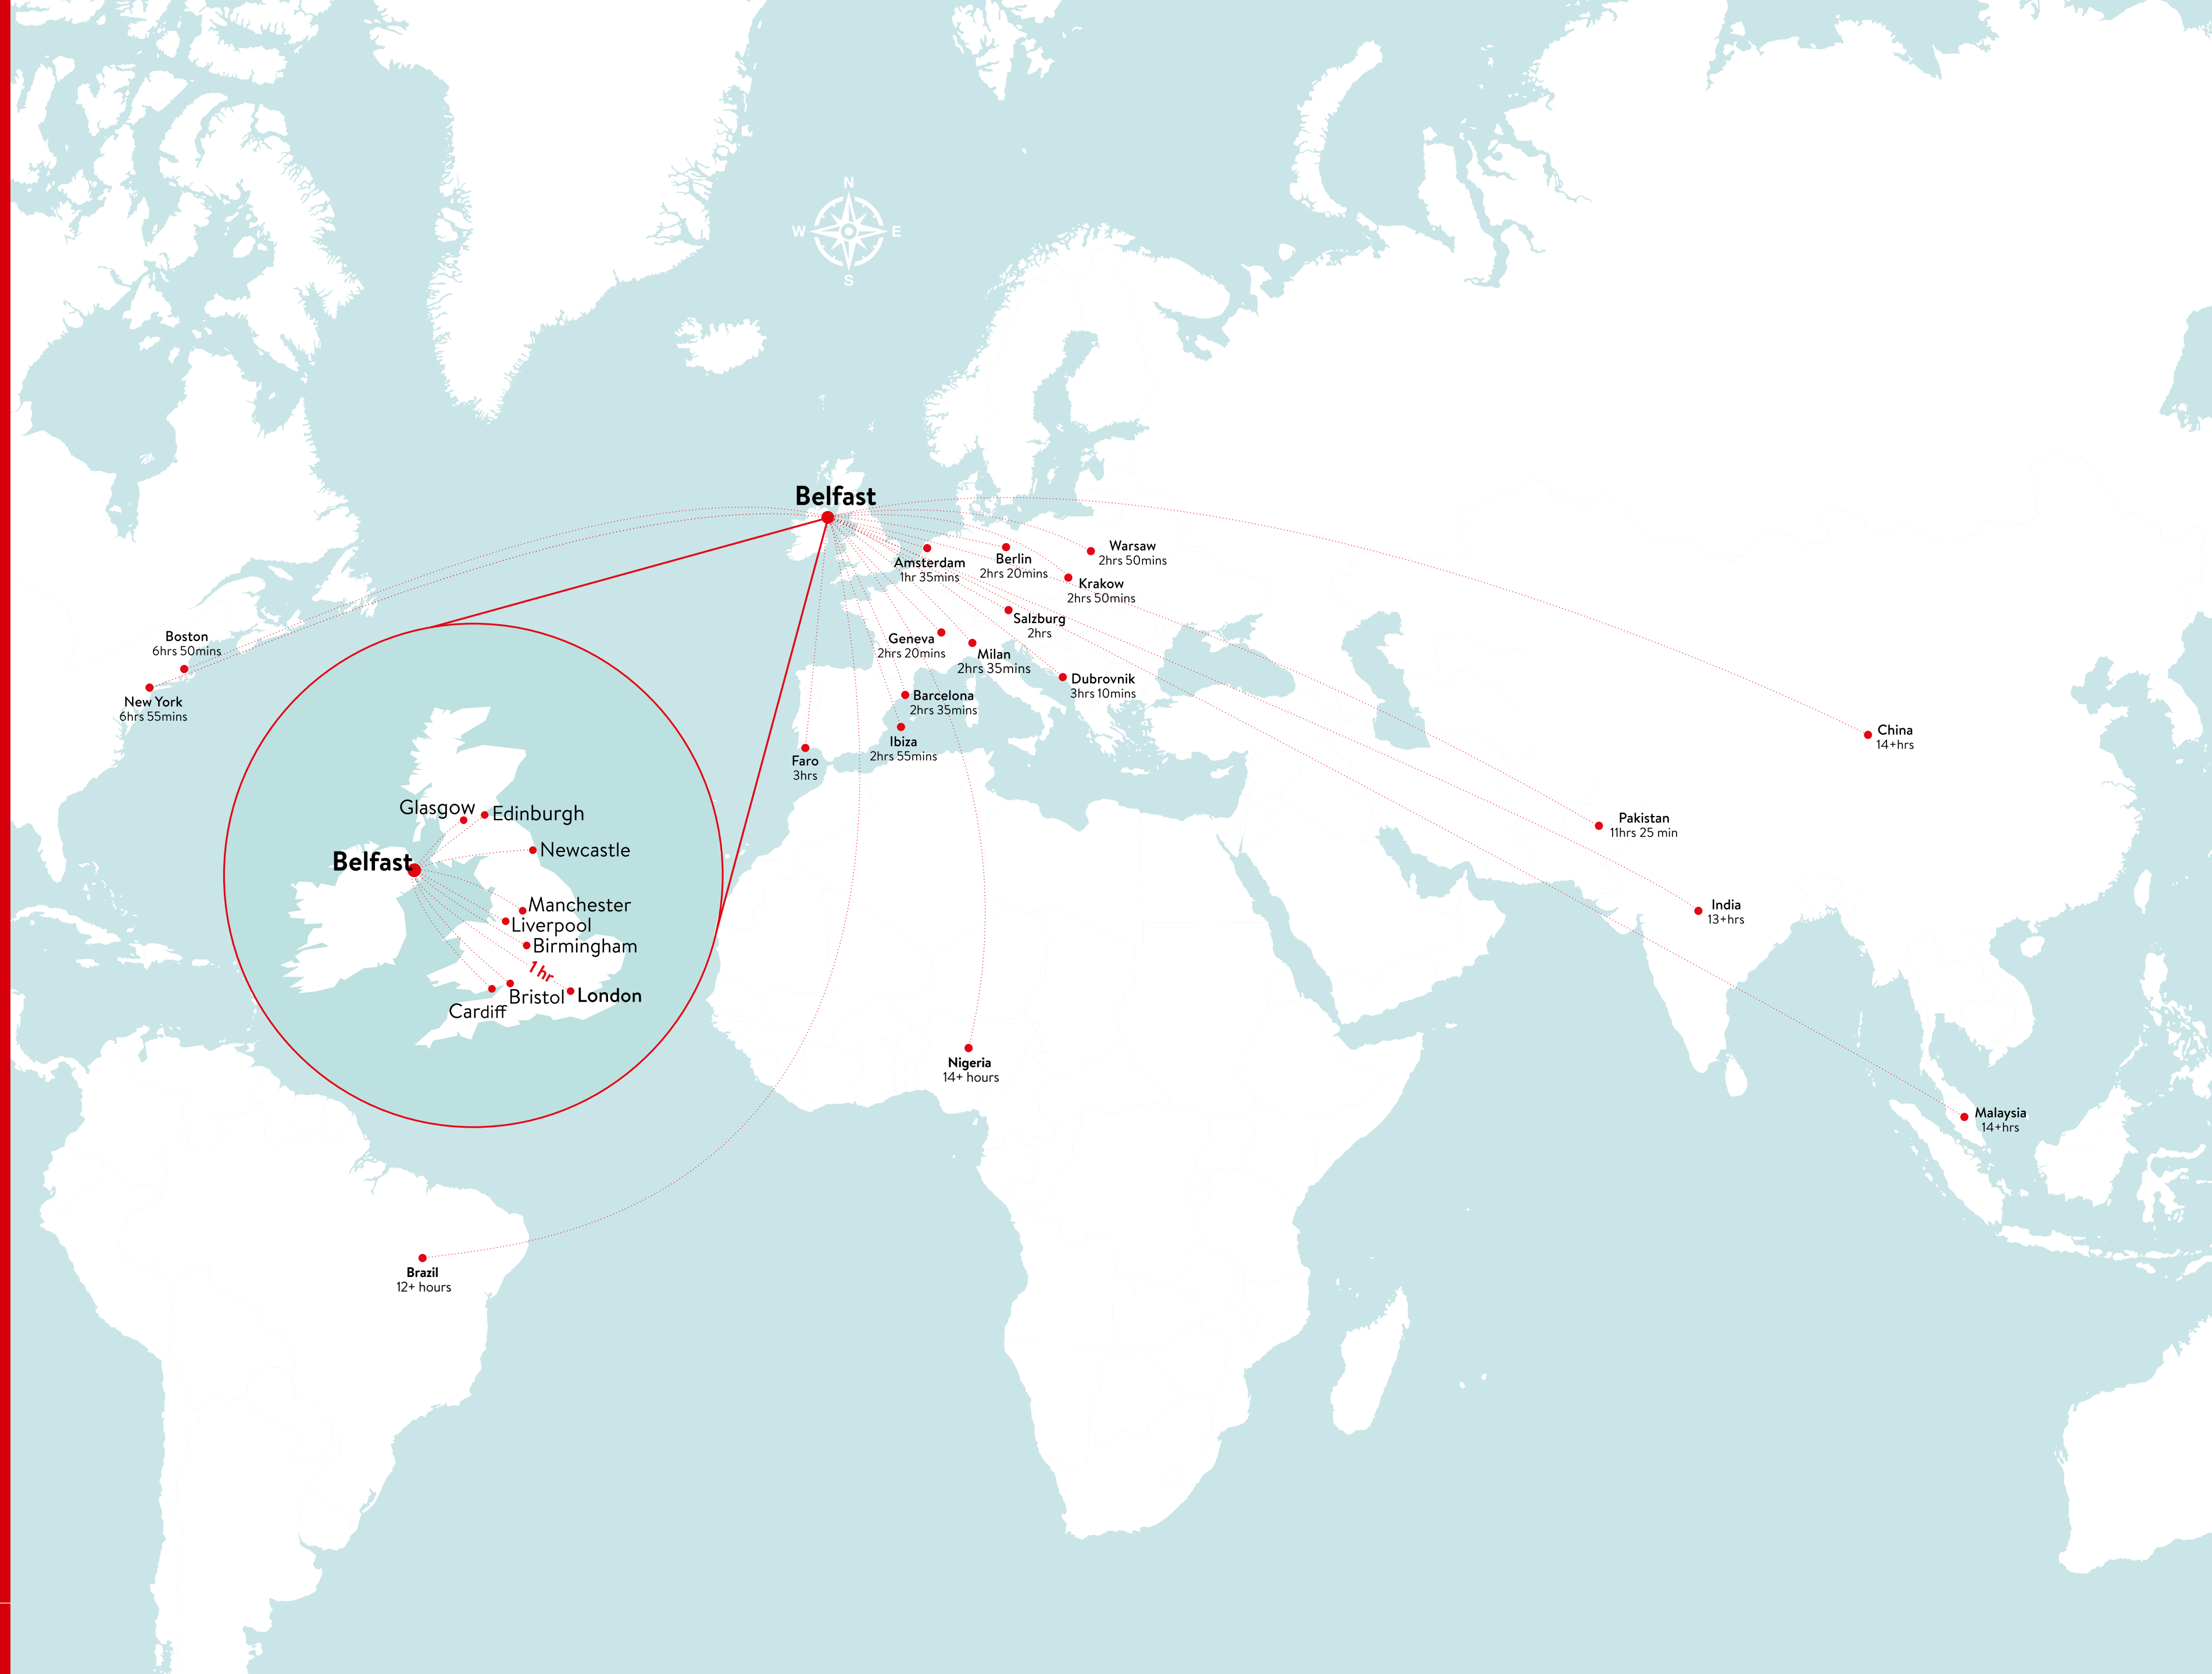 N
W
E
S
Belfast
Warsaw
2hrs 50mins
Berlin
2hrs 20mins
Amsterdam
1hr 35mins
Krakow
2hrs 50mins
Salzburg
2hrs
Geneva
2hrs 20mins
Milan
2hrs 35mins
Dubrovnik
3hrs 10mins
Barcelona
2hrs 35mins
Ibiza
2hrs 55mins
Faro
3hrs
Boston
6hrs 50mins
New York
6hrs 55mins
China
14+hrs
Pakistan
11hrs 25 min
India
13+hrs
Malaysia
14+hrs
Nigeria
14+ hours
Brazil
12+ hours
Glasgow
Edinburgh
Newcastle
Belfast
Manchester
Liverpool
Birmingham
1 hr
London
Bristol
Cardiff